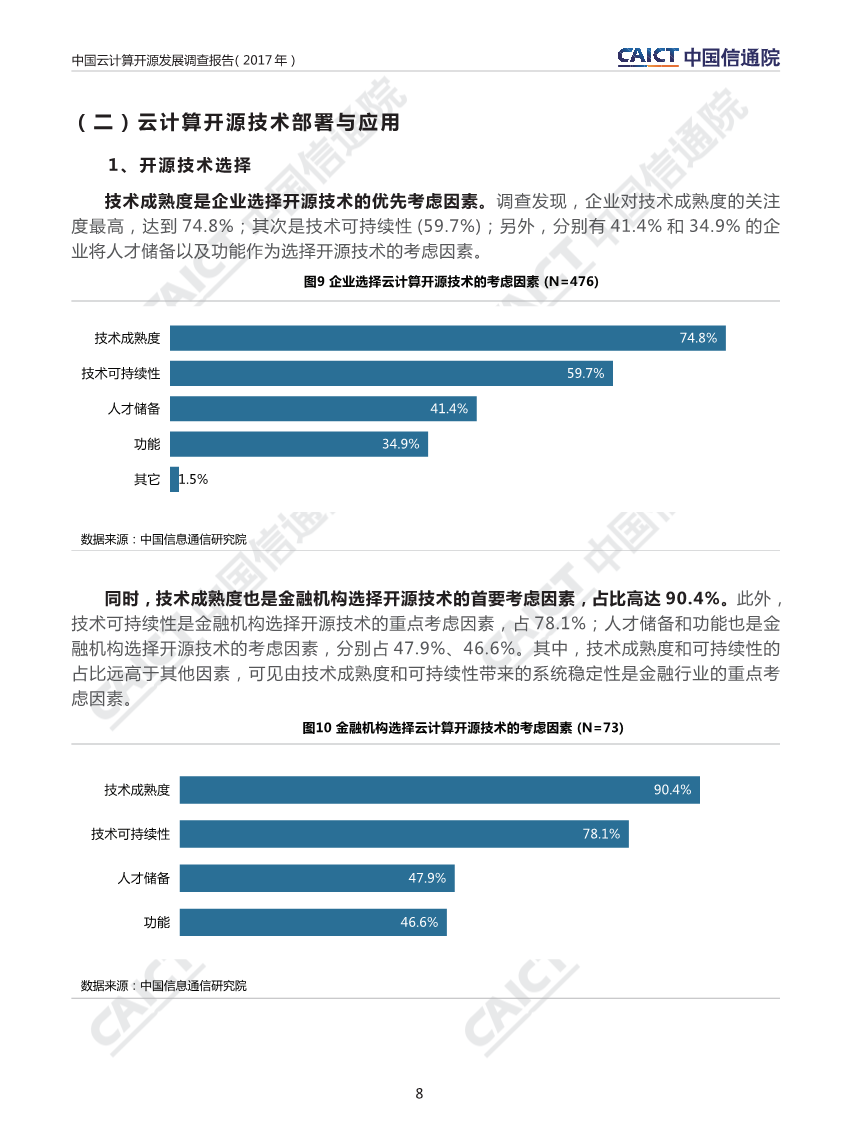 中国云计算开源发展调查报告（2017年）
CAICT 中国信通院
（二）云计算开源技术部署与应用
1、开源技术选择
技术成熟度是企业选择开源技术的优先考虑因素。调查发现，企业对技术成熟度的关注
度最高，达到 74.8%；其次是技术可持续性 (59.7%)；另外，分别有 41.4% 和 34.9% 的企
业将人才储备以及功能作为选择开源技术的考虑因素。
图9 企业选择云计算开源技术的考虑因素 (N=476)
技术成熟度 74.8%
技术可持续性 59.7%
人才储备 41.4%
功能 34.9%
其它 1.5%
数据来源：中国信息通信研究院
同时，技术成熟度也是金融机构选择开源技术的首要考虑因素，占比高达 90.4%。此外，
技术可持续性是金融机构选择开源技术的重点考虑因素，占 78.1%；人才储备和功能也是金
融机构选择开源技术的考虑因素，分别占 47.9%、46.6%。其中，技术成熟度和可持续性的
占比远高于其他因素，可见由技术成熟度和可持续性带来的系统稳定性是金融行业的重点考
虑因素。
图10 金融机构选择云计算开源技术的考虑因素 (N=73)
技术成熟度 90.4%
技术可持续性 78.1%
人才储备 47.9%
功能 46.6%
数据来源：中国信息通信研究院
8